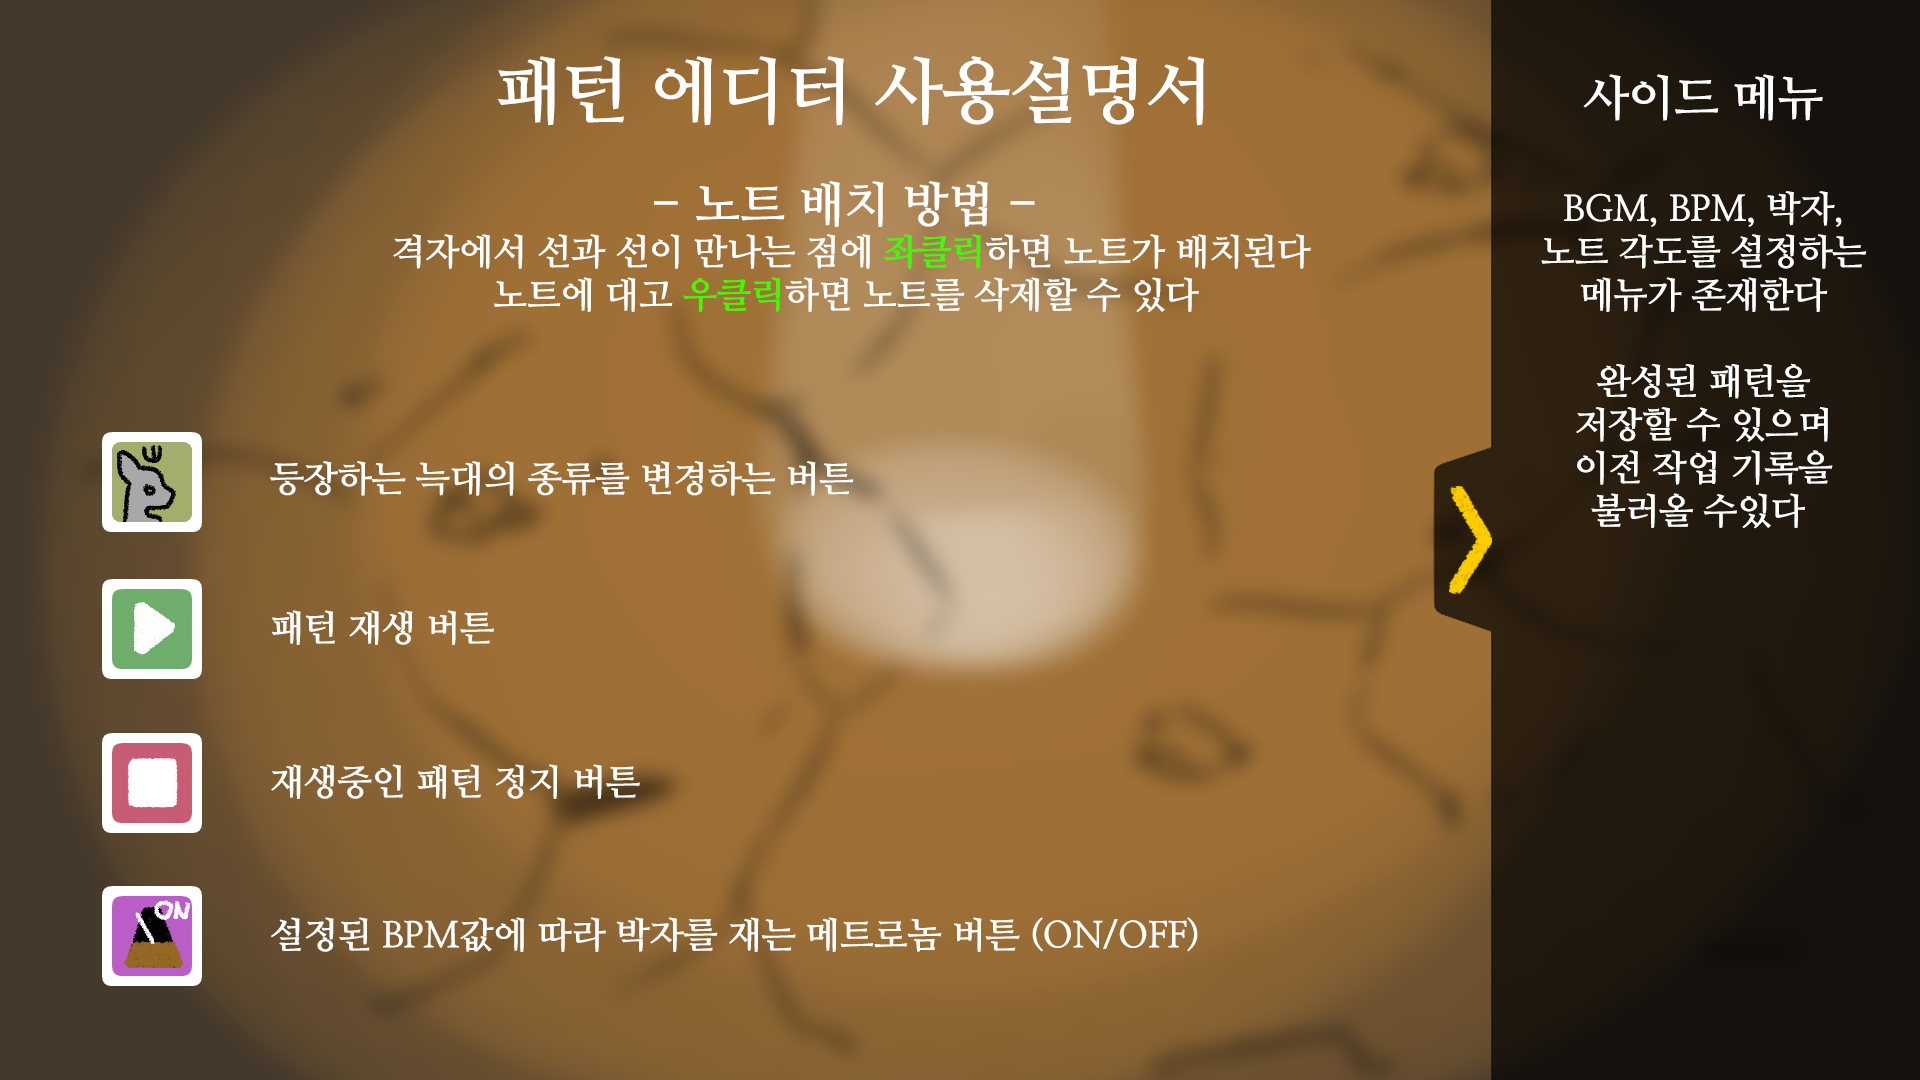 패턴 에디터 사용설명서
- 노트 배치 방법 -
격자에서 선과 선이 만나는 점에 좌클릭하면 노트가 배치된다
노트에 대고 우클릭하면 노트를 삭제할 수 있다
등장하는 늑대의 종류를 변경하는 버튼
패턴 재생 버튼
재생중인 패턴 정지 버튼
ON
설정된 BPM값에 따라 박자를 재는 메트로놈 버튼 (ON/OFF)
사이드 메뉴
BGM, BPM, 박자,
노트 각도를 설정하는
메뉴가 존재한다
완성된 패턴을
저장할 수 있으며
이전 작업 기록을
불러올 수있다